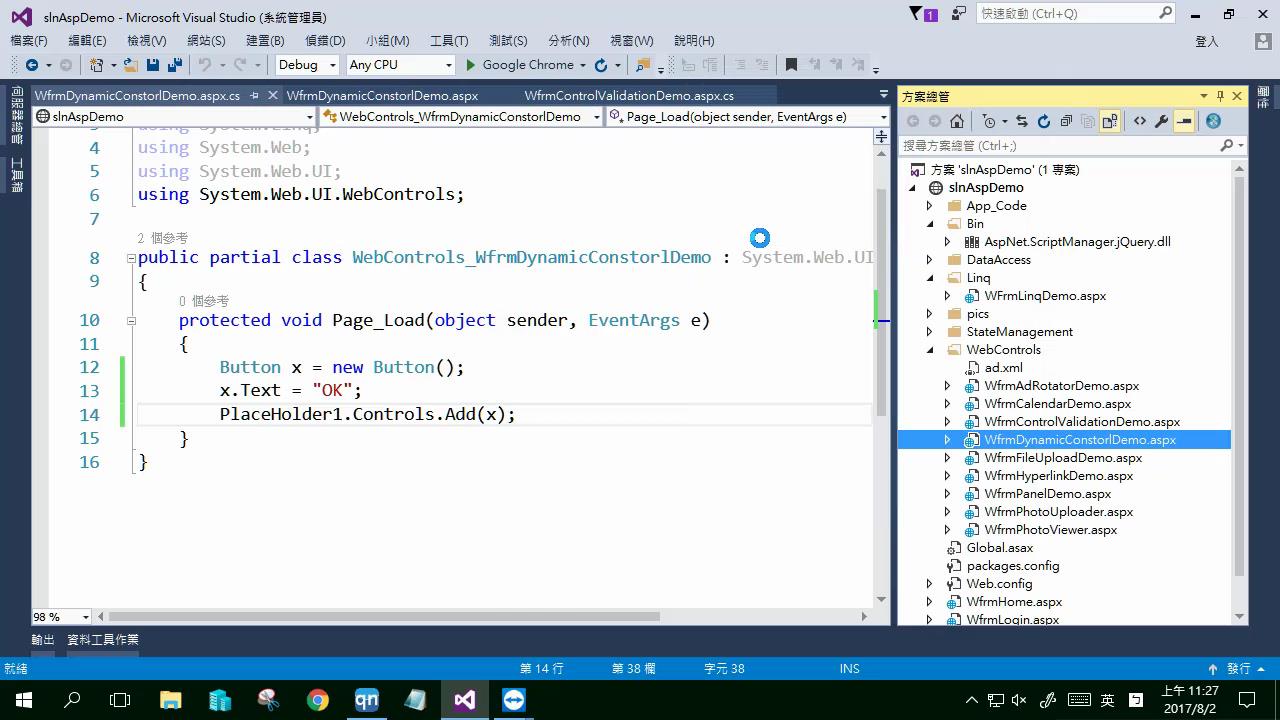 slnAspDemo - Microsoft Visual Studio (系統管理員)
1
快速啟動 (Ctrl+Q)
檔案(F) 編輯(E) 檢視(V) 網站(S) 建置(B) 偵錯(D) 小組(M) 工具(T) 測試(S) 分析(N) 視窗(W) 說明(H) 登入
Debug Any CPU Google Chrome
伺服器總管
工具箱
WfrmDynamicConstorlDemo.aspx.cs WfrmDynamicConstorlDemo.aspx WfrmControlValidationDemo.aspx.cs
slnAspDemo WebControls_WfrmDynamicConstorlDemo Page_Load(object sender, EventArgs e)
4 using System.Web;
5 using System.Web.UI;
6 using System.Web.UI.WebControls;
7
2 個參考
8 public partial class WebControls_WfrmDynamicConstorlDemo : System.Web.UI
9 {
0 個參考
10 protected void Page_Load(object sender, EventArgs e)
11 {
12 Button x = new Button();
13 x.Text = "OK";
14 PlaceHolder1.Controls.Add(x);
15 }
16 }
98 %
方案總管
搜尋方案總管 (Ctrl+;)
方案 'slnAspDemo' (1 專案)
slnAspDemo
App_Code
Bin
AspNet.ScriptManager.jQuery.dll
DataAccess
Linq
WFrmLinqDemo.aspx
pics
StateManagement
WebControls
ad.xml
WfrmAdRotatorDemo.aspx
WfrmCalendarDemo.aspx
WfrmControlValidationDemo.aspx
WfrmDynamicConstorlDemo.aspx
WfrmFileUploadDemo.aspx
WfrmHyperlinkDemo.aspx
WfrmPanelDemo.aspx
WfrmPhotoUploader.aspx
WfrmPhotoViewer.aspx
Global.asax
packages.config
Web.config
WfrmHome.aspx
WfrmLogin.aspx
輸出 資料工具作業
就緒 第 14 行 第 38 欄 字元 38 INS 發行
qn
英
上午 11:27
2017/8/2